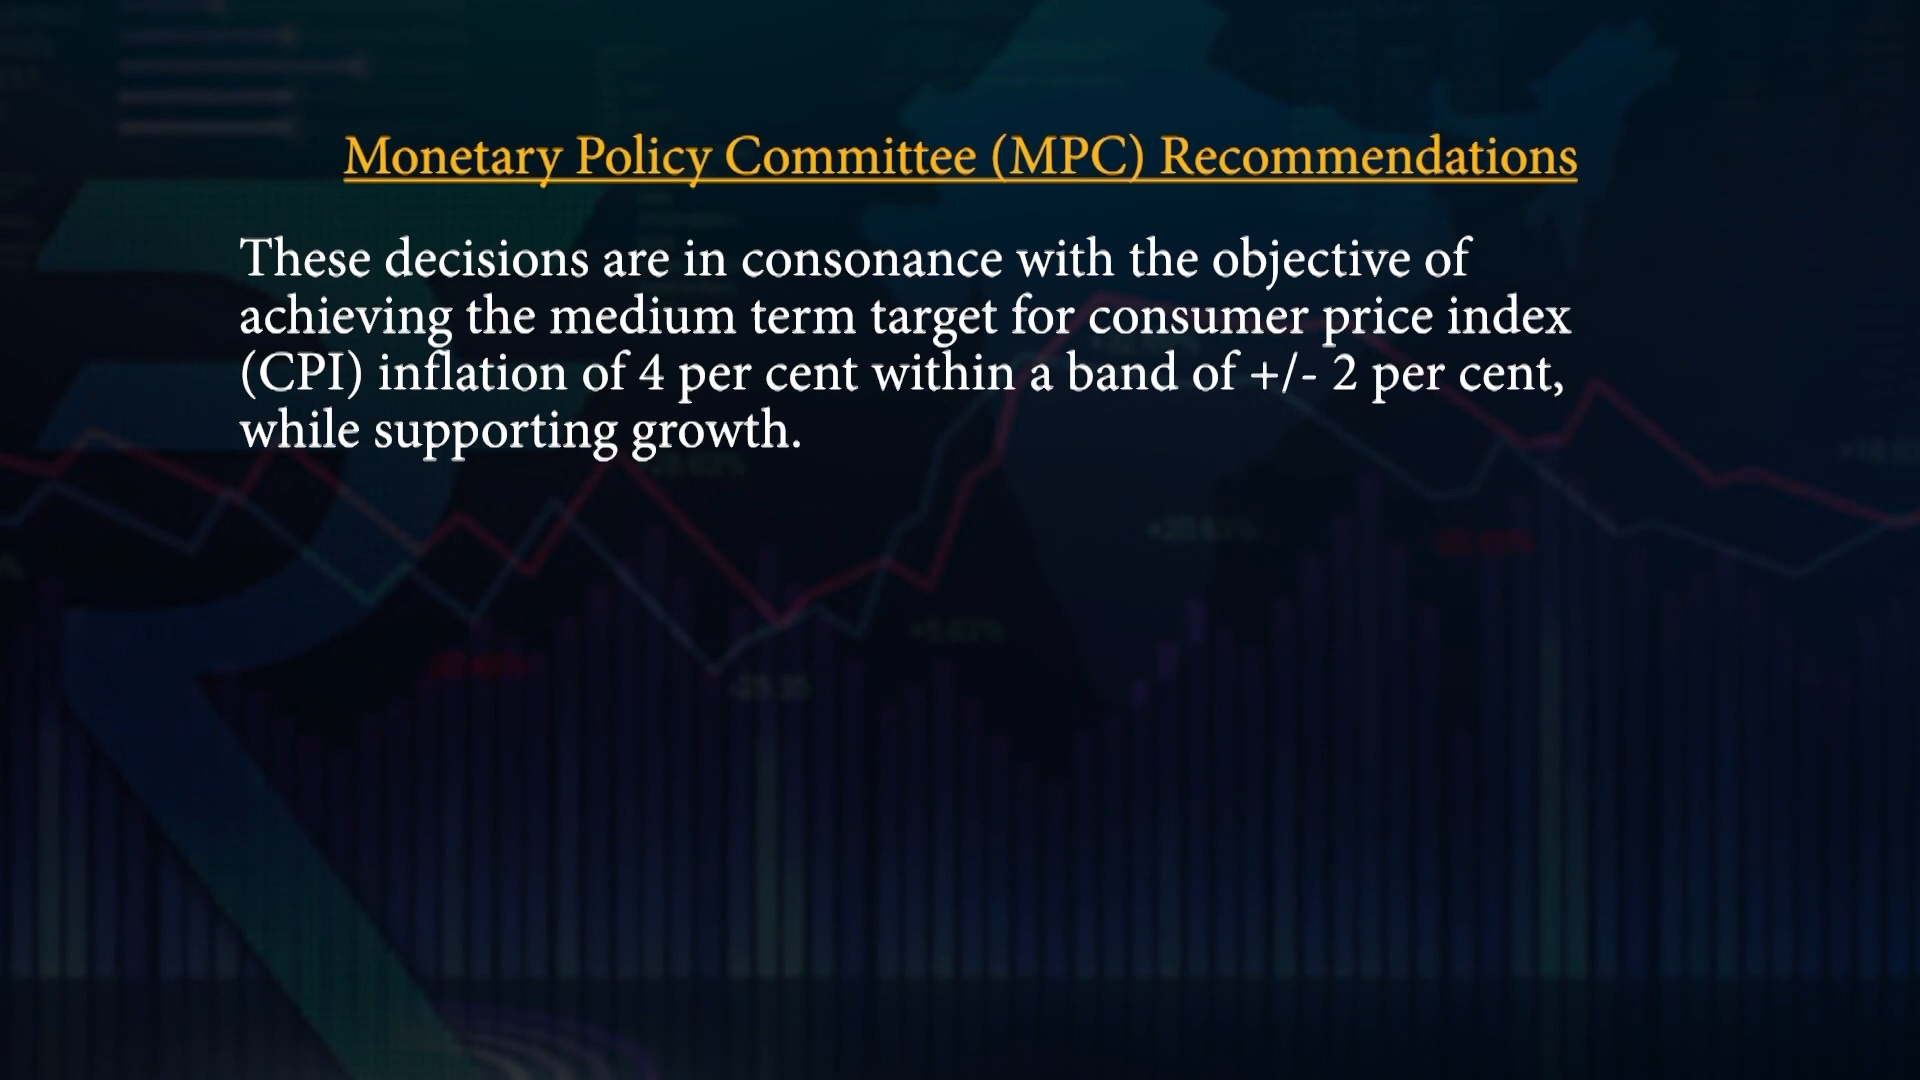 Monetary Policy Committee (MPC) Recommendations
These decisions are in consonance with the objective of
achieving the medium term target for consumer price index
(CPI) inflation of 4 per cent within a band of +/- 2 per cent,
while supporting growth.